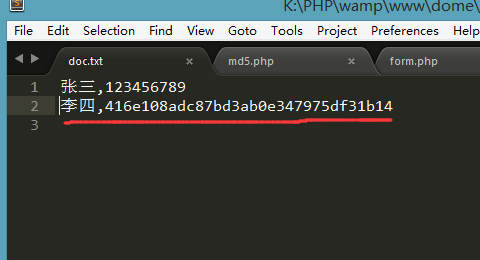 K:\PHP\wamp\www\dome\
File Edit Selection Find View Goto Tools Project Preferences Help
doc.txt × md5.php × form.php
1 张三,123456789
2 李四,416e108adc87bd3ab0e347975df31b14
3